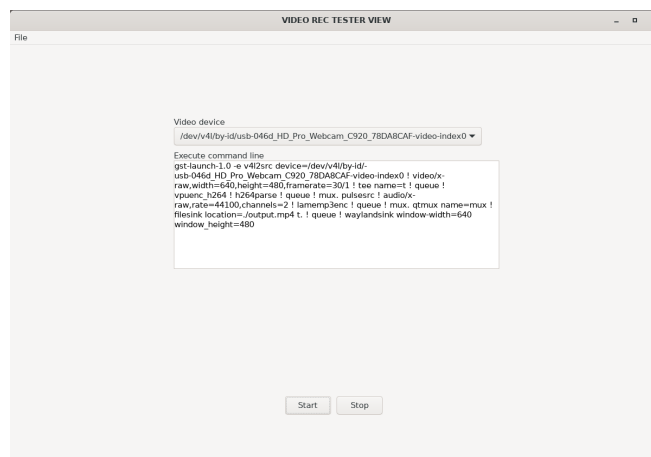 VIDEO REC TESTER VIEW
File
Video device
/dev/v4l/by-id/usb-046d_HD_Pro_Webcam_C920_78DA8CAF-video-index0
Execute command line
gst-launch-1.0 -e v4l2src device=/dev/v4l/by-id/-
usb-046d_HD_Pro_Webcam_C920_78DA8CAF-video-index0 ! video/x-
raw,width=640,height=480,framerate=30/1 ! tee name=t ! queue !
vpuenc_h264 ! h264parse ! queue ! mux. pulsesrc ! audio/x-
raw,rate=44100,channels=2 ! lamemp3enc ! queue ! mux. qtmux name=mux !
filesink location=./output.mp4 t. ! queue ! waylandsink window-width=640
window_height=480
Start Stop